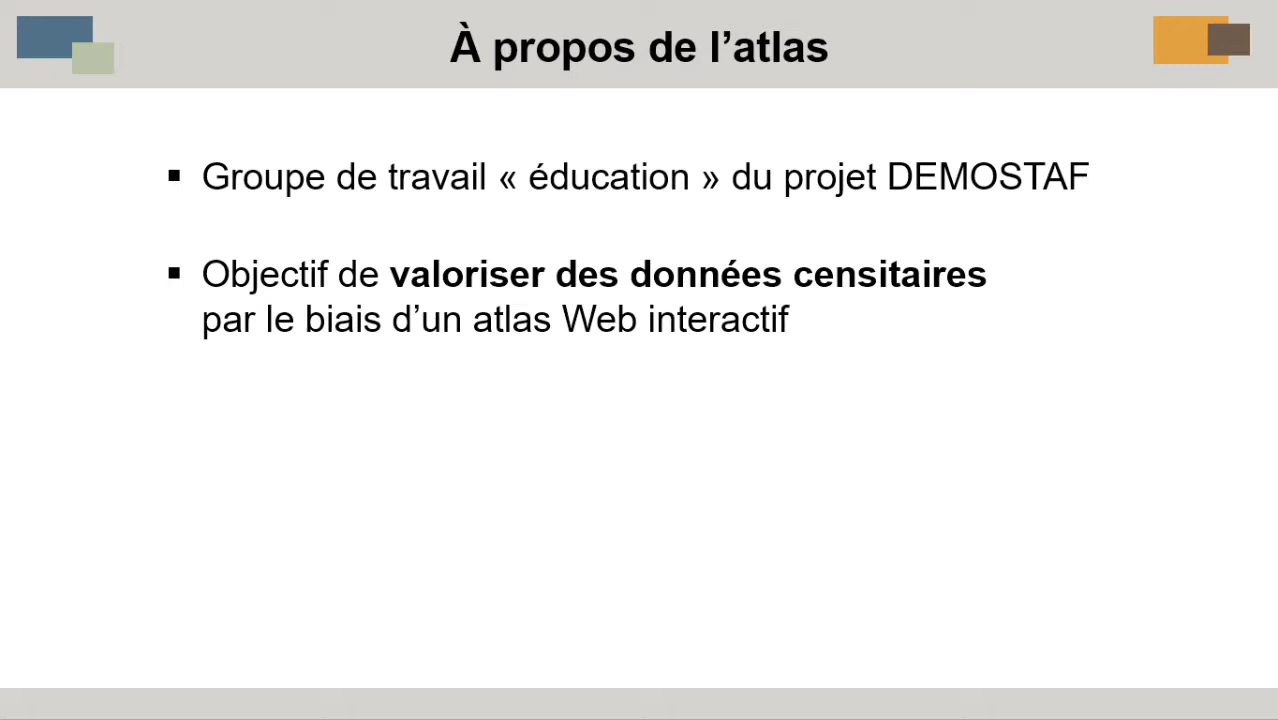 À propos de l’atlas
▪ Groupe de travail « éducation » du projet DEMOSTAF
▪ Objectif de valoriser des données censitaires
par le biais d’un atlas Web interactif